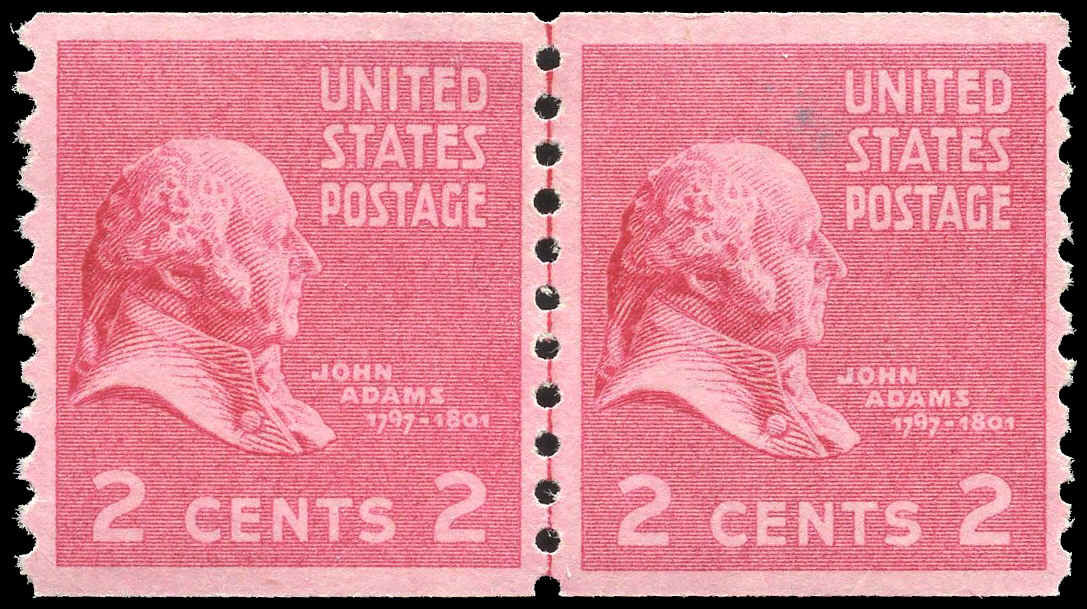 UNITED
STATES
POSTAGE
JOHN
ADAMS
1797-1801
2 CENTS 2
UNITED
STATES
POSTAGE
JOHN
ADAMS
1797-1801
2 CENTS 2